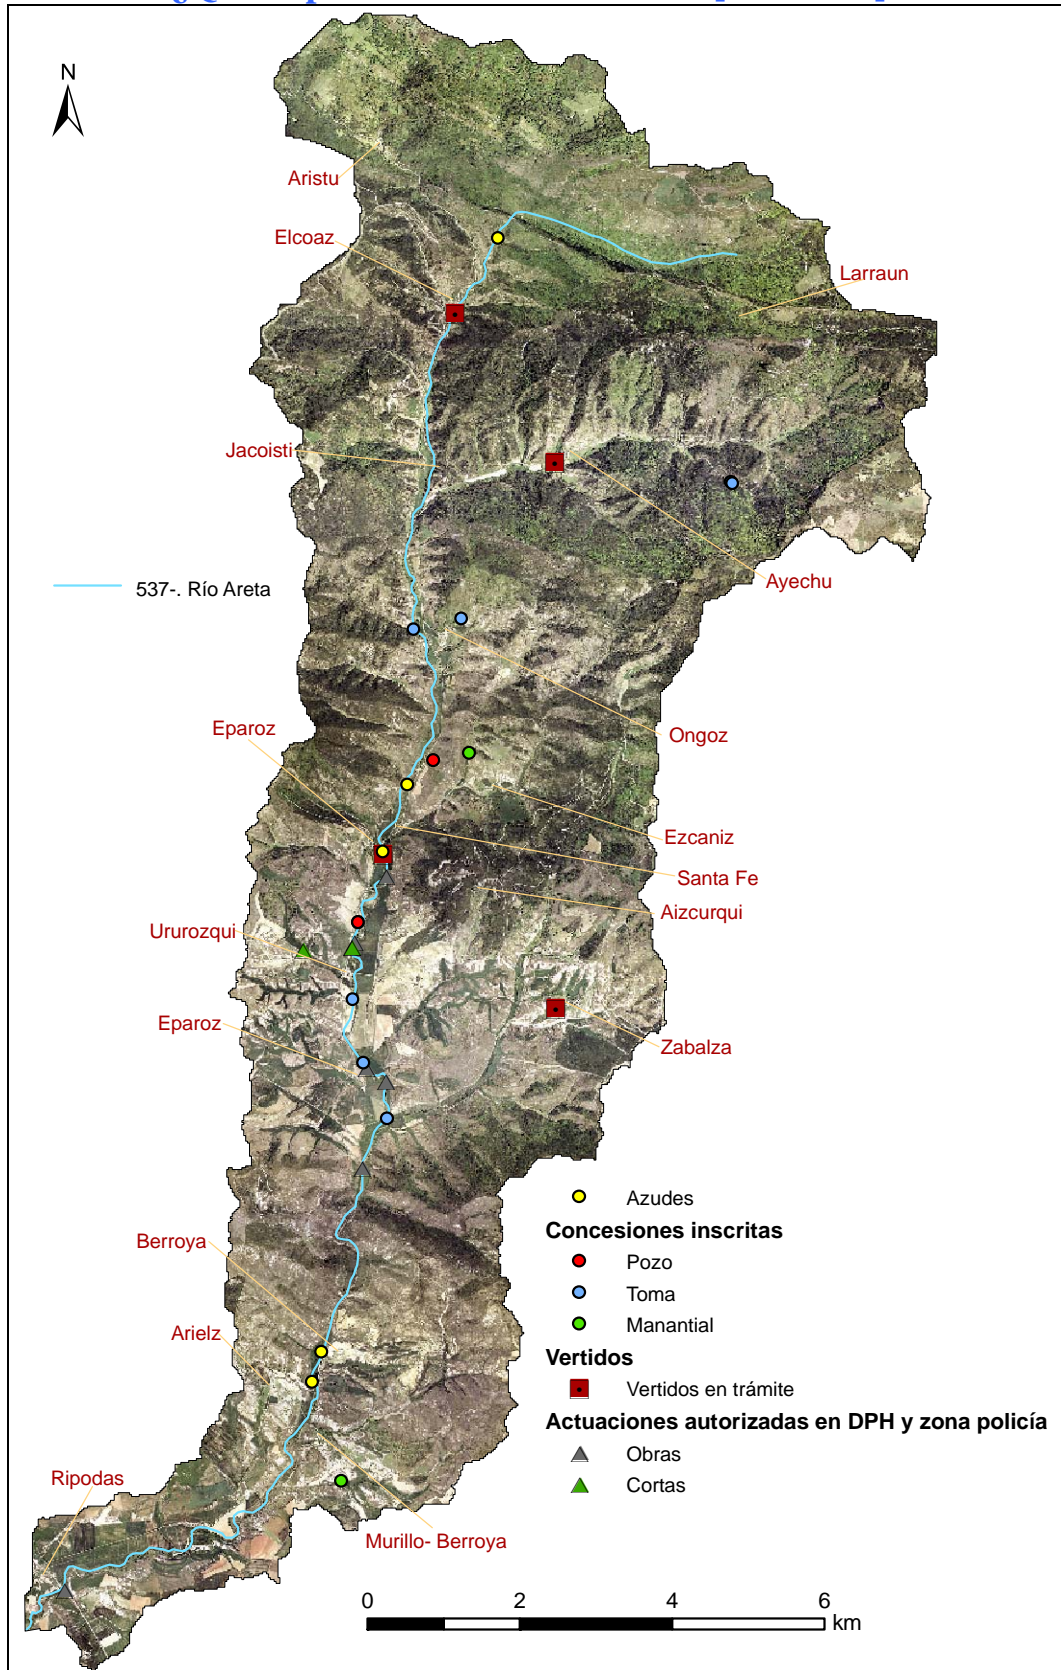 N
Aristu
Elcoaz
Larraun
Jacoisti
Ayechu
537-. Río Areta
Eparoz
Ongoz
Ezcaniz
Santa Fe
Aizcurqui
Ururozqui
Eparoz
Zabalza
Azudes
Concesiones inscritas
Berroya
Pozo
Toma
Arielz
Manantial
Vertidos
Vertidos en trámite
Actuaciones autorizadas en DPH y zona policía
Obras
Ripodas
Cortas
Murillo- Berroya
0 2 4 6
km